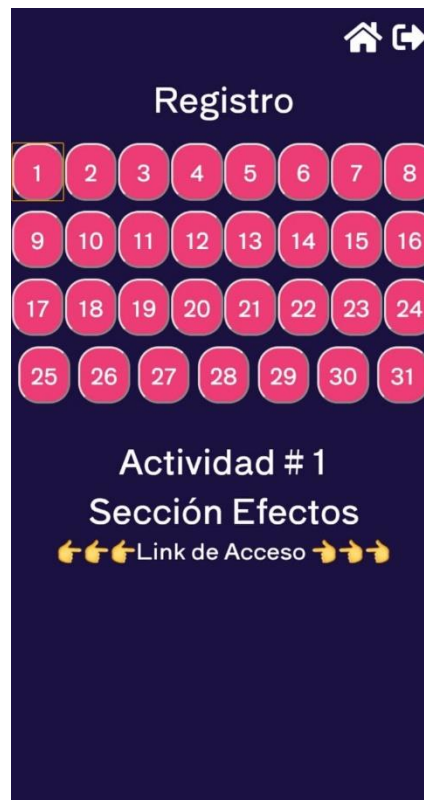 Registro
1 2 3 4 5 6 7 8
9 10 11 12 13 14 15 16
17 18 19 20 21 22 23 24
25 26 27 28 29 30 31
Actividad # 1
Sección Efectos
👉👉👉Link de Acceso 👈👈👈